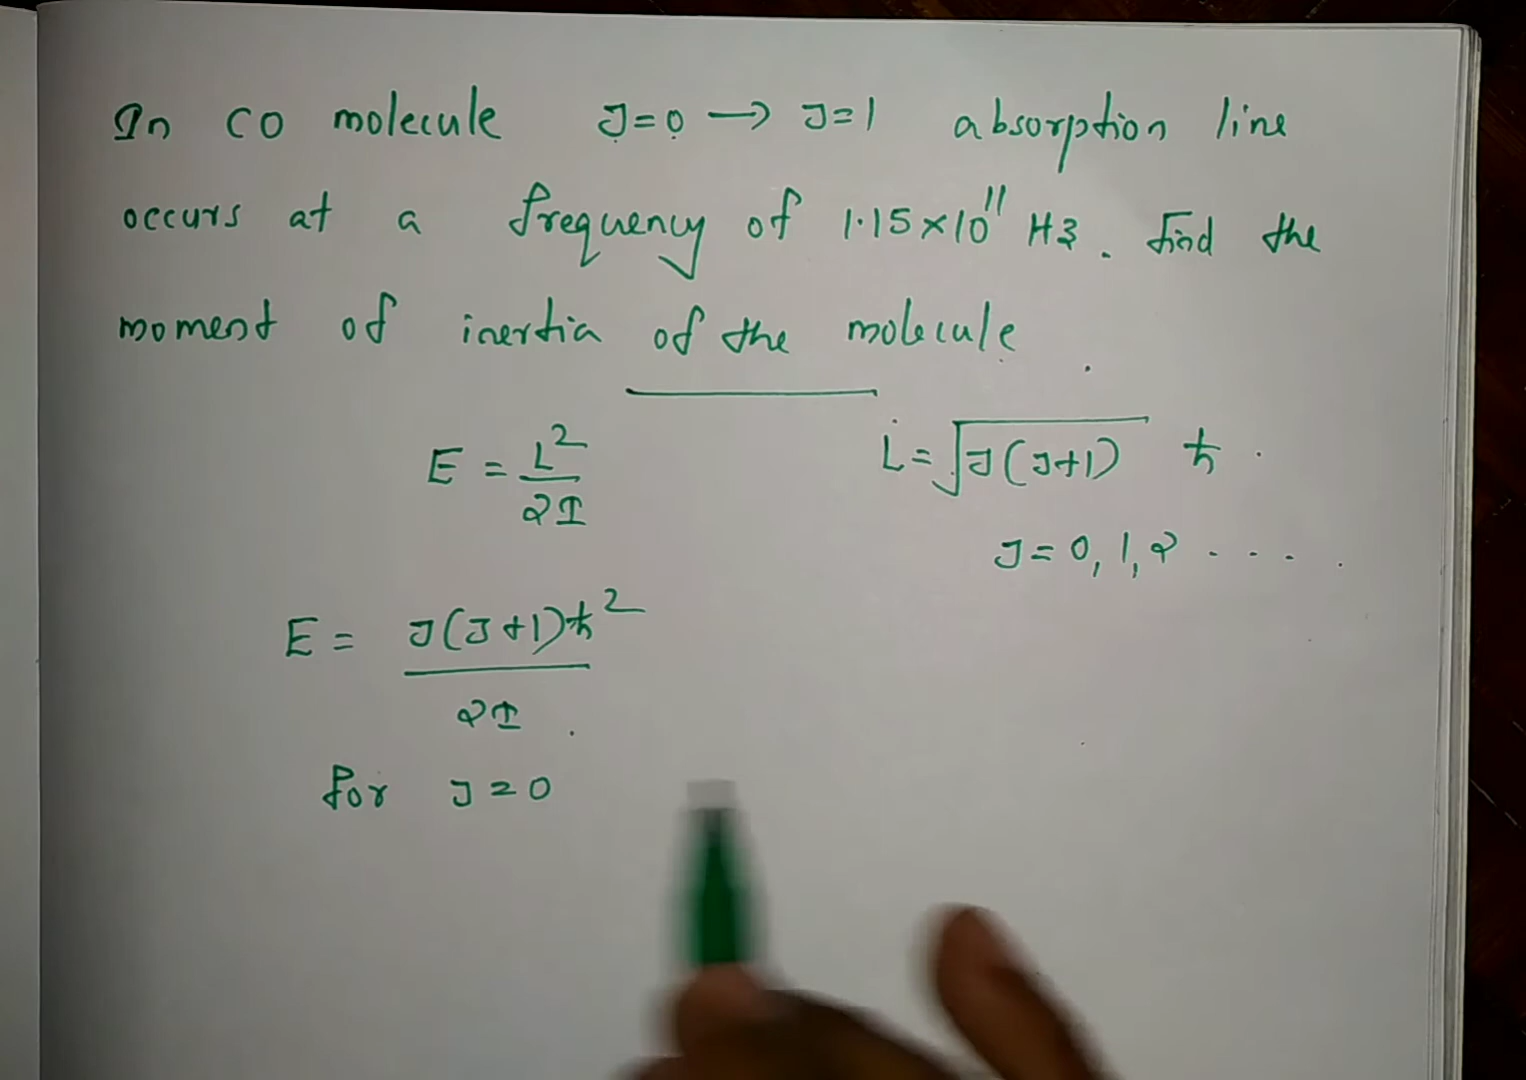 In CO molecule J=0 → J=1 absorption line
occurs at a frequency of 1.15×10¹¹ Hz. Find the
moment of inertia of the molecule.
E = L²/2I
L = √J(J+1) ħ.
J = 0, 1, 2 ....
E = J(J+1)ħ²/2I.
for J=0